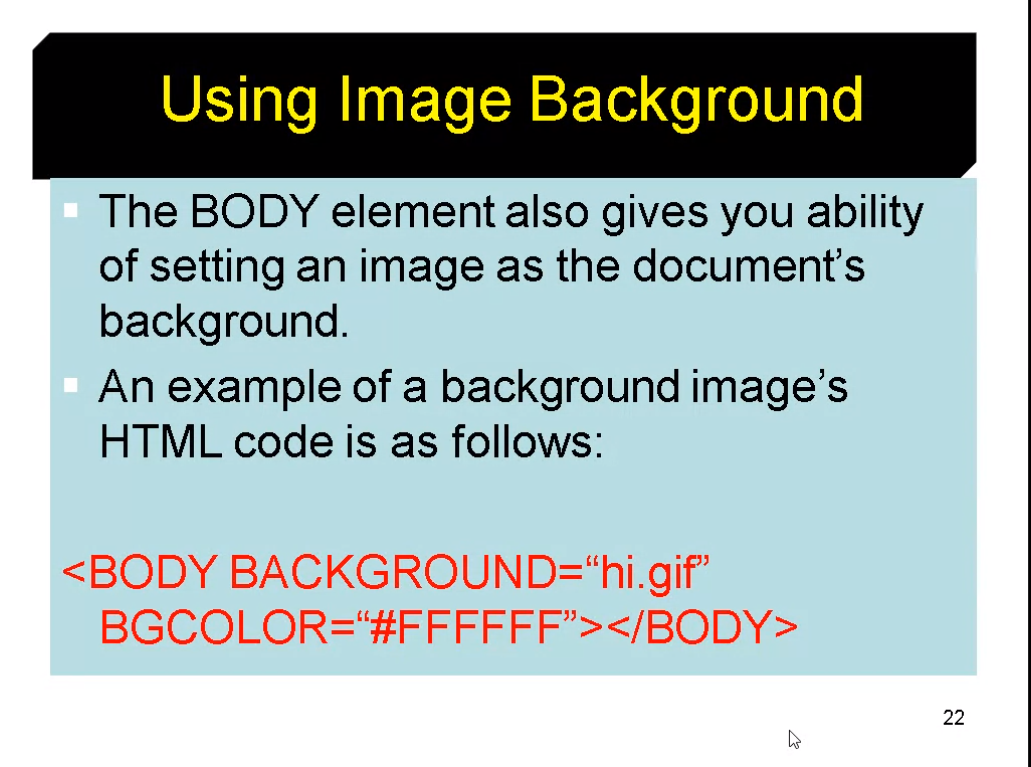 Using Image Background
The BODY element also gives you ability
of setting an image as the document’s
background.
An example of a background image’s
HTML code is as follows:
<BODY BACKGROUND=“hi.gif”
BGCOLOR=“#FFFFFF”></BODY>
22